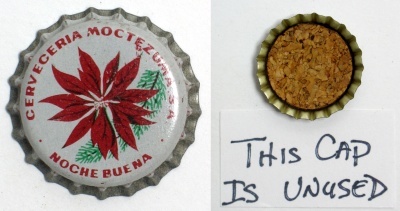 CERVECERIA MOCTEZUMA S.A.
NOCHE BUENA
THIS CAP
IS UNUSED